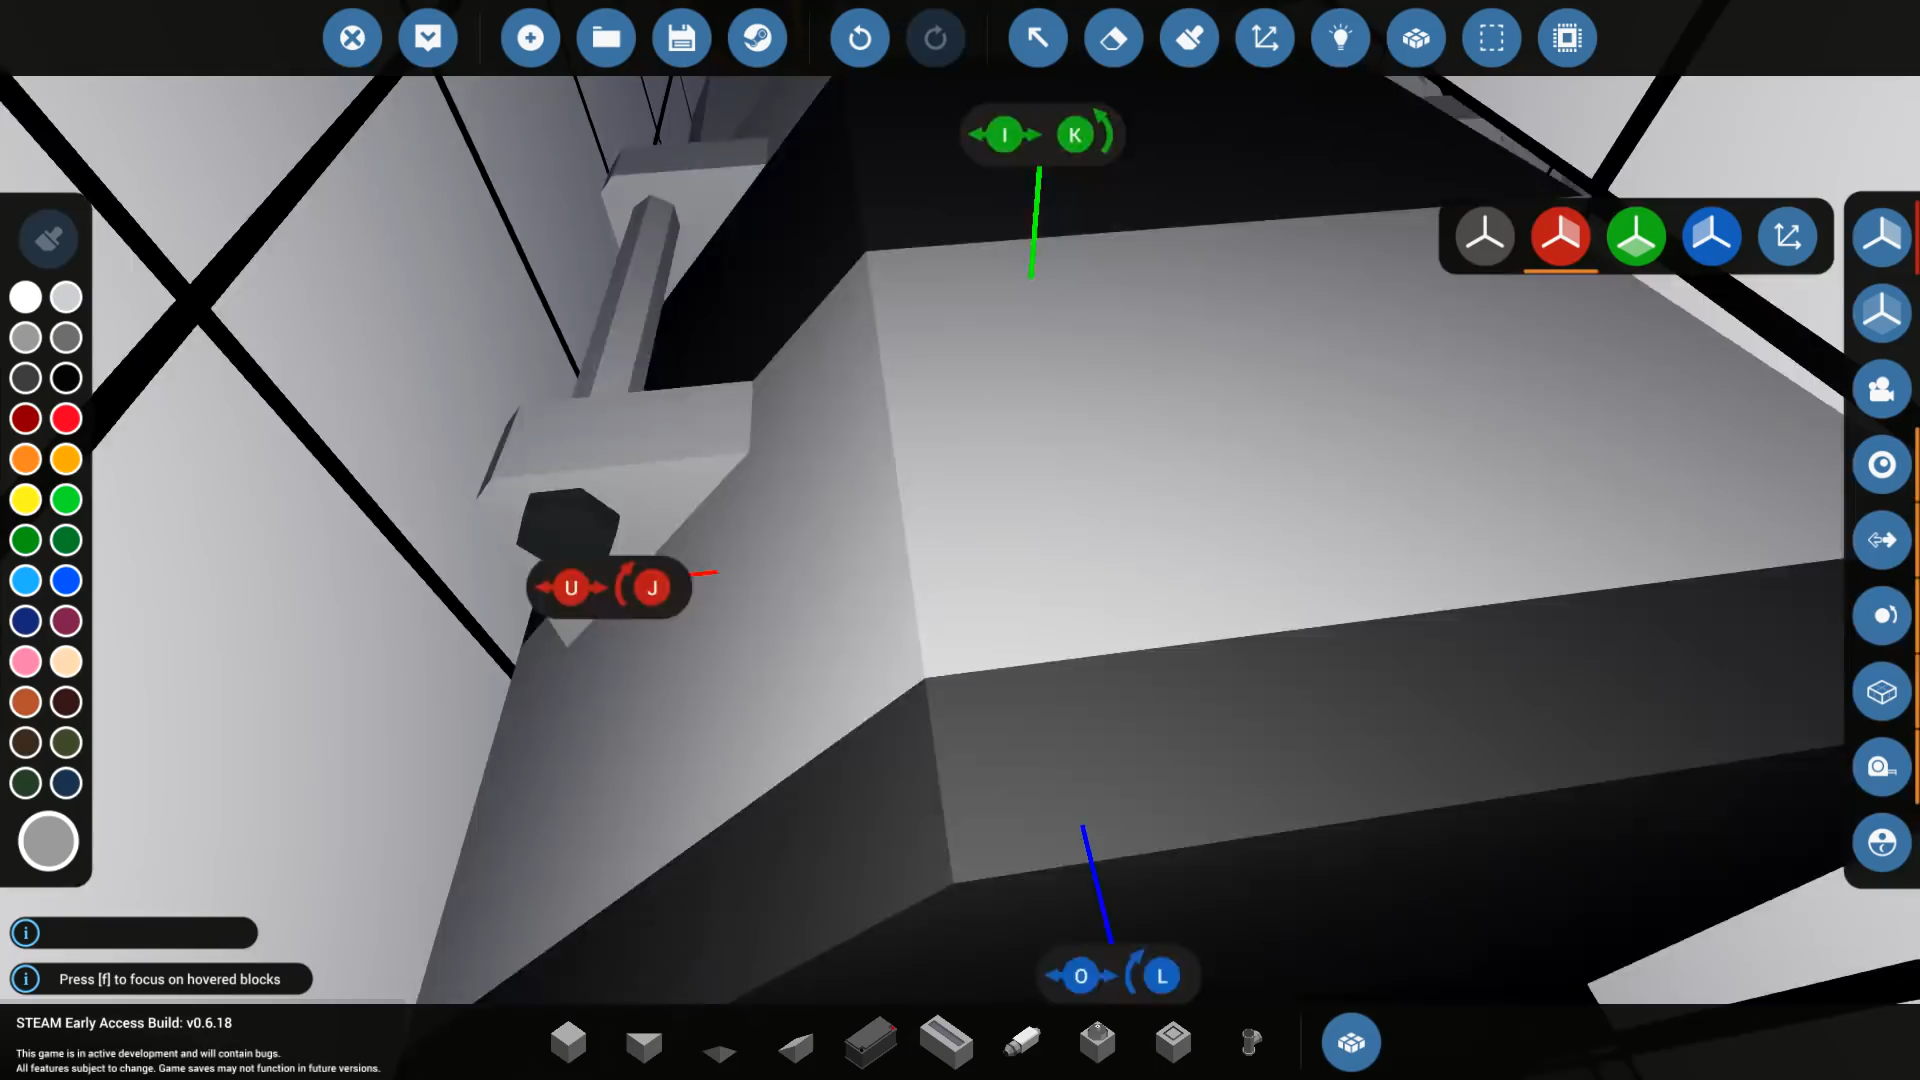 I K
U J
O L
Press [f] to focus on hovered blocks
STEAM Early Access Build: v0.6.18
This game is in active development and will contain bugs.
All features subject to change. Game saves may not function in future versions.